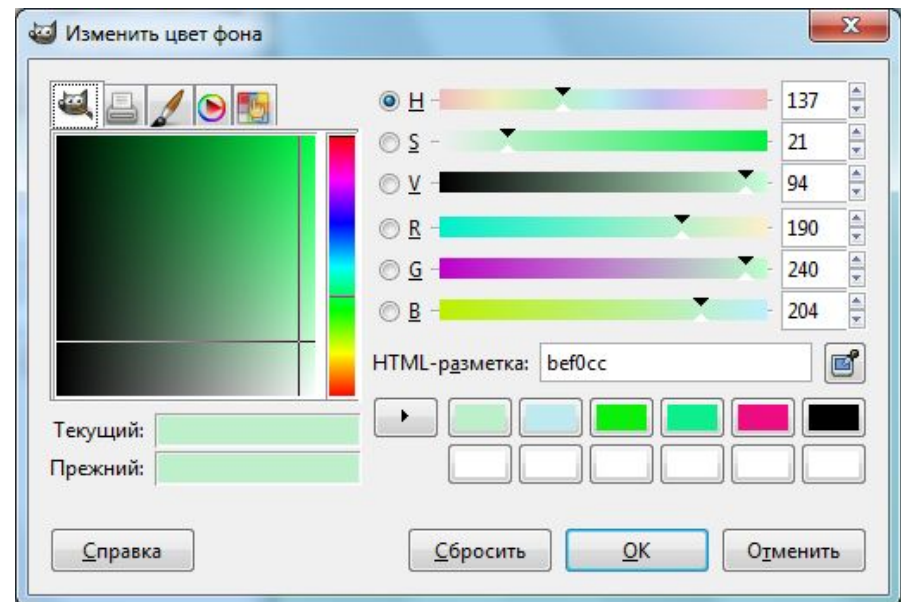 Изменить цвет фона
H 137
S 21
V 94
R 190
G 240
B 204
HTML-разметка: bef0cc
Текущий:
Прежний:
Справка Сбросить OK Отменить